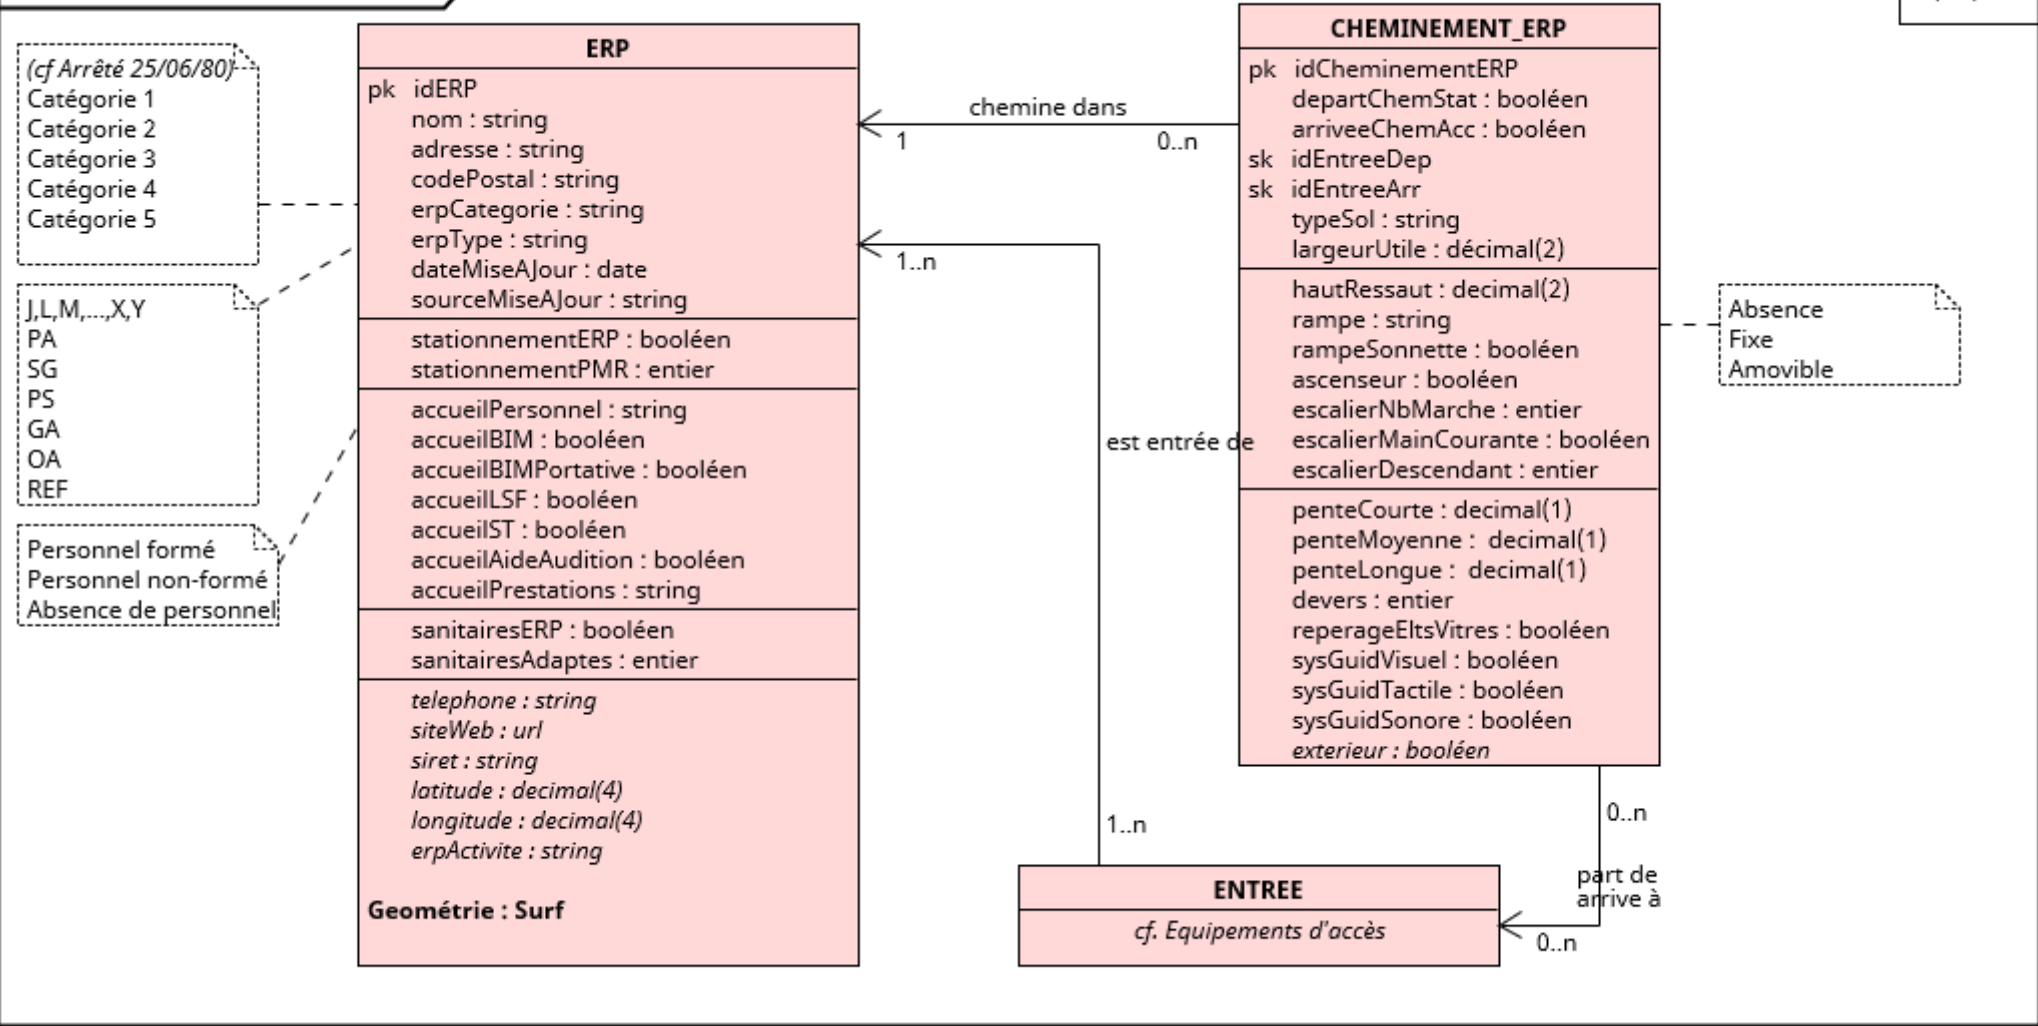 (cf Arrêté 25/06/80)
Catégorie 1
Catégorie 2
Catégorie 3
Catégorie 4
Catégorie 5
J,L,M,...,X,Y
PA
SG
PS
GA
OA
REF
Personnel formé
Personnel non-formé
Absence de personnel
ERP
pk idERP
nom : string
adresse : string
codePostal : string
erpCategorie : string
erpType : string
dateMiseAJour : date
sourceMiseAJour : string
stationnementERP : booléen
stationnementPMR : entier
accueilPersonnel : string
accueilBIM : booléen
accueilBIMPortative : booléen
accueilLSF : booléen
accueilST : booléen
accueilAideAudition : booléen
accueilPrestations : string
sanitairesERP : booléen
sanitairesAdaptes : entier
telephone : string
siteWeb : url
siret : string
latitude : decimal(4)
longitude : decimal(4)
erpActivite : string
Geométrie : Surf
chemine dans
1
0..n
1..n
est entrée de
1..n
CHEMINEMENT_ERP
pk idCheminementERP
departChemStat : booléen
arriveeChemAcc : booléen
sk idEntreeDep
sk idEntreeArr
typeSol : string
largeurUtile : décimal(2)
hautRessaut : decimal(2)
rampe : string
rampeSonnette : booléen
ascenseur : booléen
escalierNbMarche : entier
escalierMainCourante : booléen
escalierDescendant : entier
penteCourte : decimal(1)
penteMoyenne : decimal(1)
penteLongue : decimal(1)
devers : entier
reperageEltsVitres : booléen
sysGuidVisuel : booléen
sysGuidTactile : booléen
sysGuidSonore : booléen
exterieur : booléen
Absence
Fixe
Amovible
0..n
part de
arrive à
0..n
ENTREE
cf. Equipements d'accès